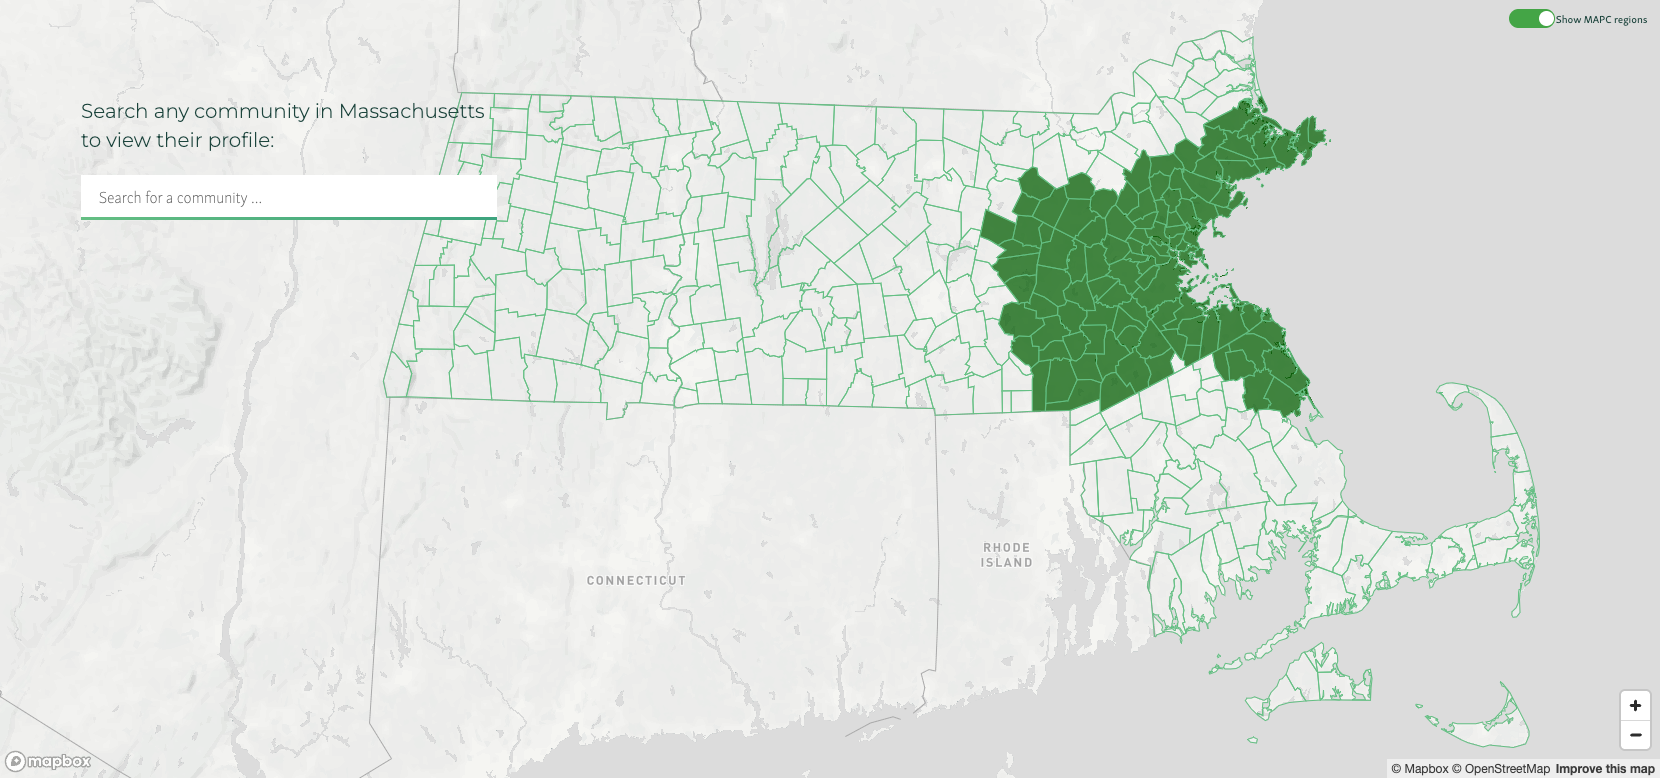 Show MAPC regions
Search any community in Massachusetts
to view their profile:
Search for a community ...
RHODE
ISLAND
CONNECTICUT
+
−
mapbox
© Mapbox © OpenStreetMap Improve this map